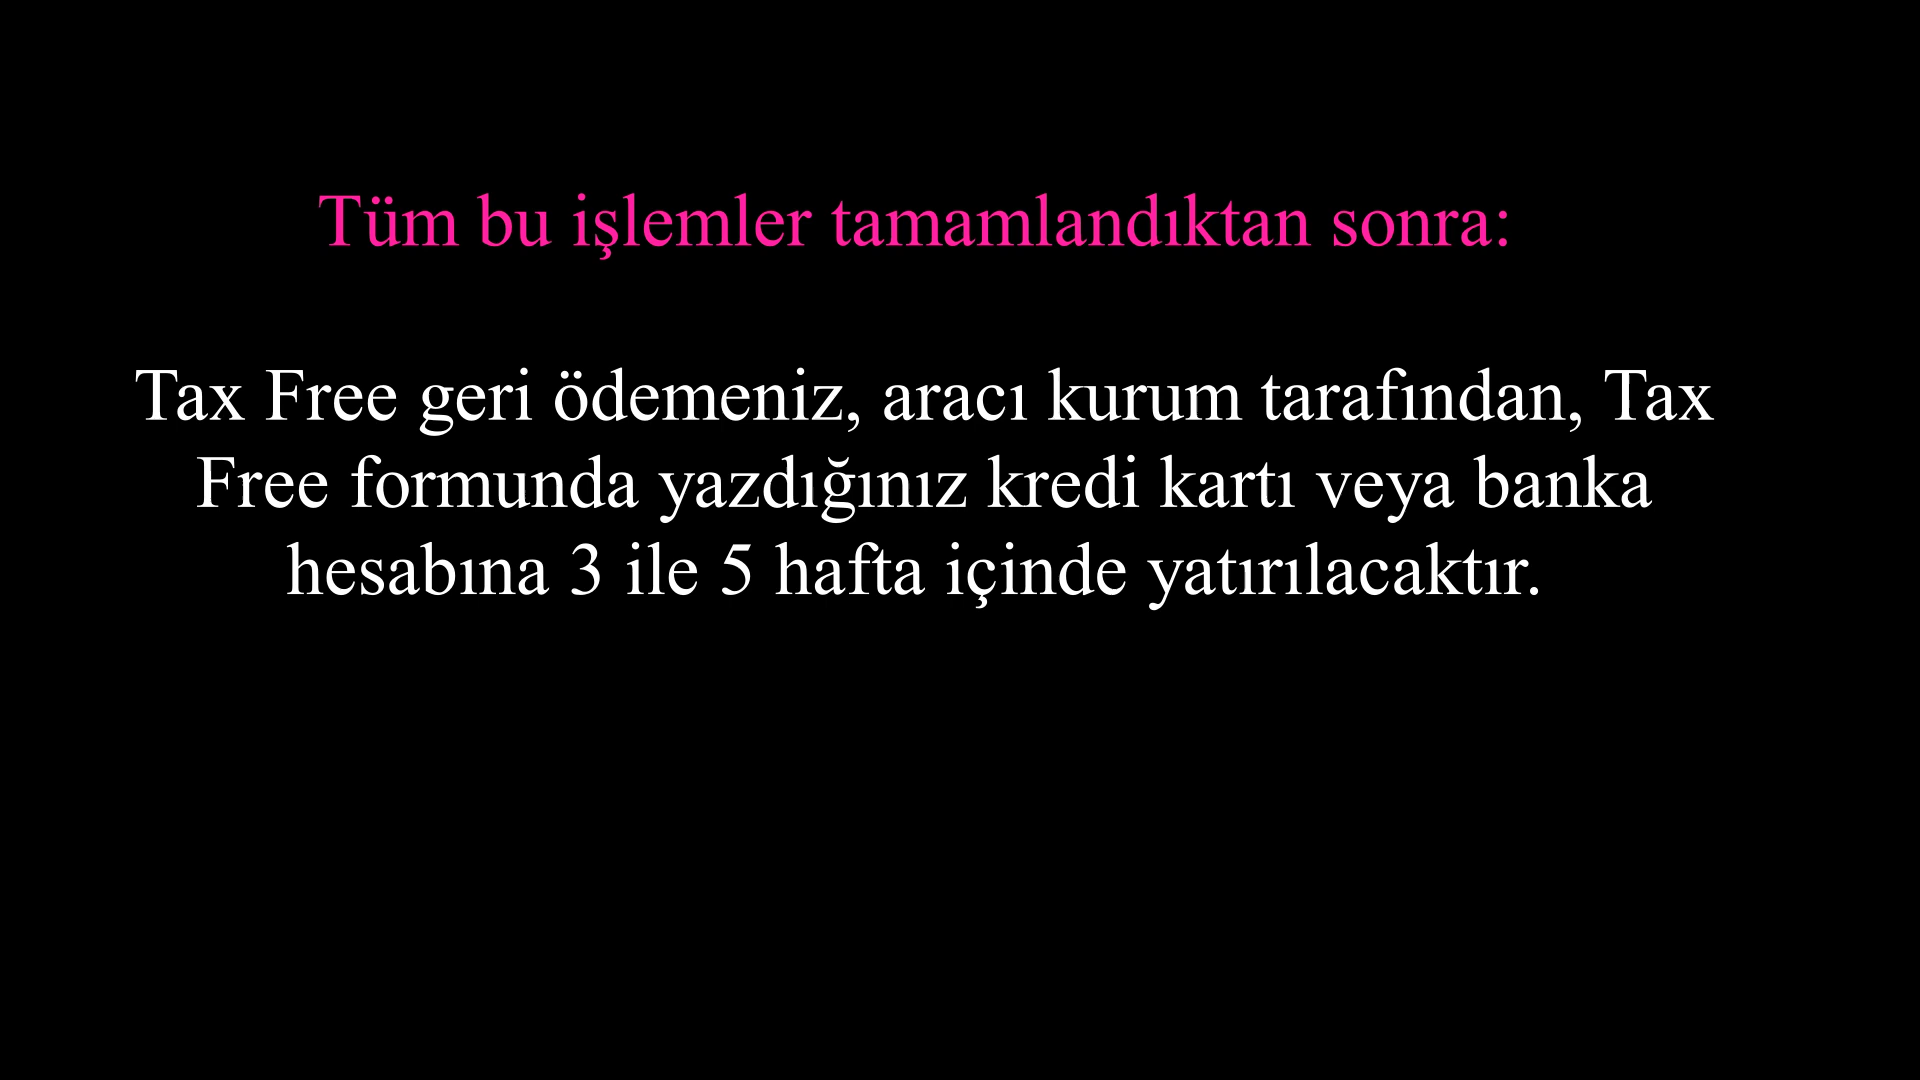 Tüm bu işlemler tamamlandıktan sonra:
Tax Free geri ödemeniz, aracı kurum tarafından, Tax
Free formunda yazdığınız kredi kartı veya banka
hesabına 3 ile 5 hafta içinde yatırılacaktır.